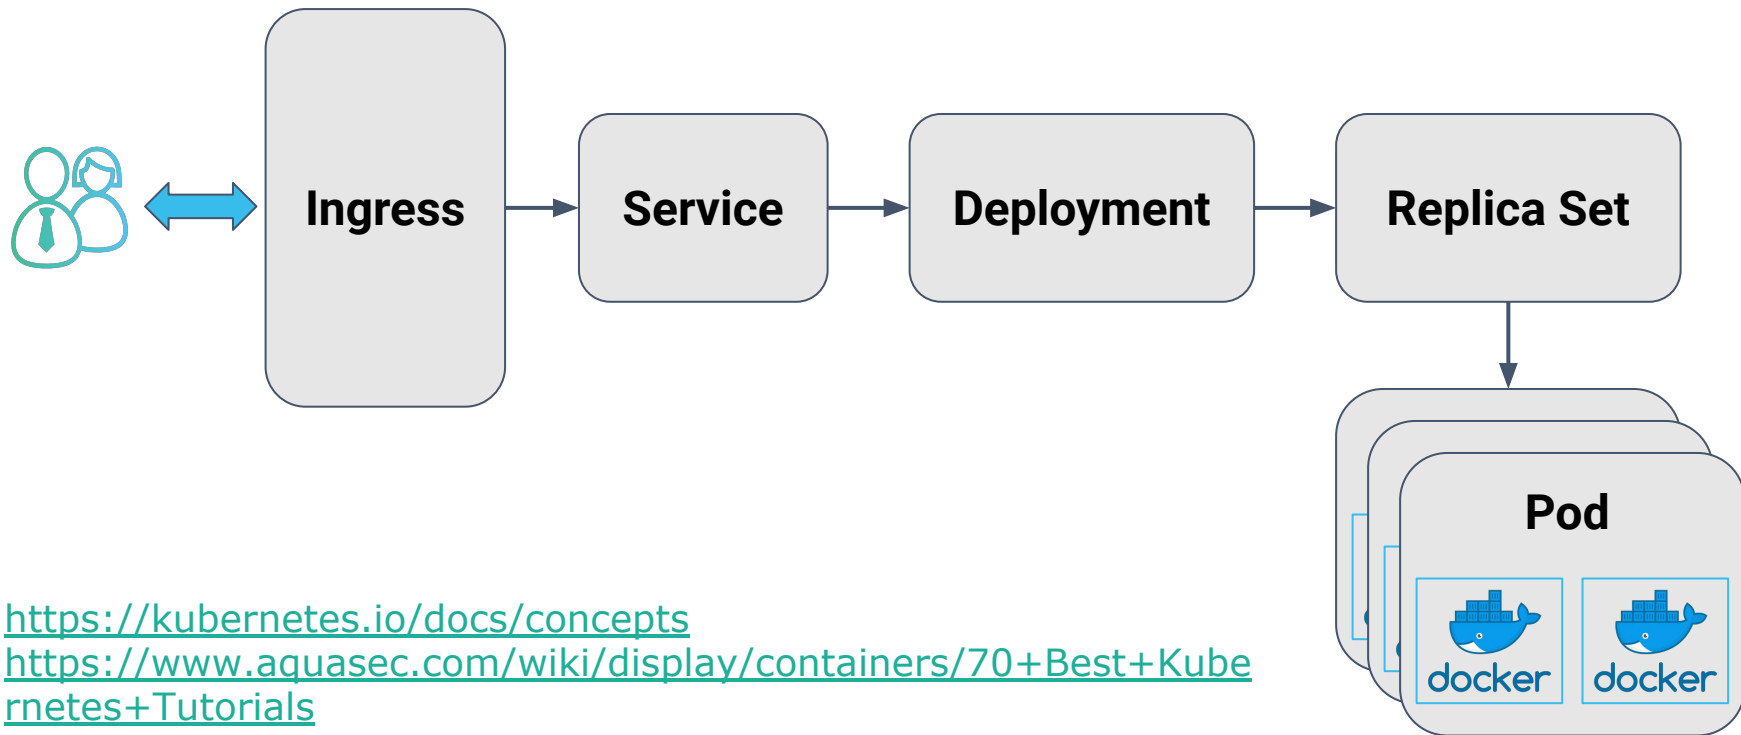 Ingress
Service
Deployment
Replica Set
Pod
docker
docker
https://kubernetes.io/docs/concepts
https://www.aquasec.com/wiki/display/containers/70+Best+Kube
rnetes+Tutorials